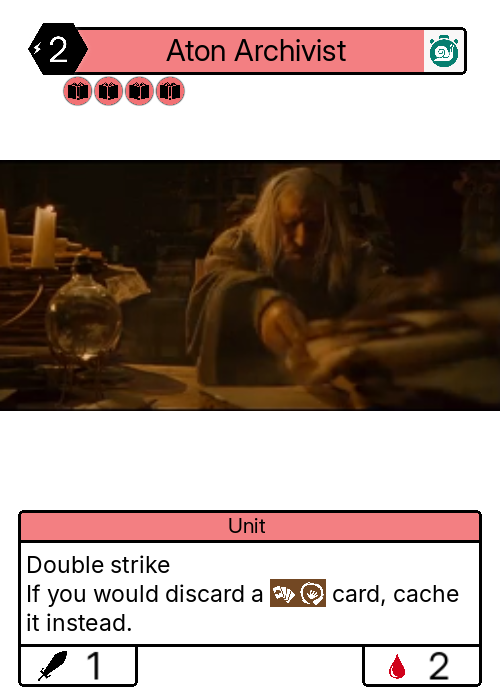 2
Aton Archivist
Unit
Double strike
If you would discard a card, cache
it instead.
1
2